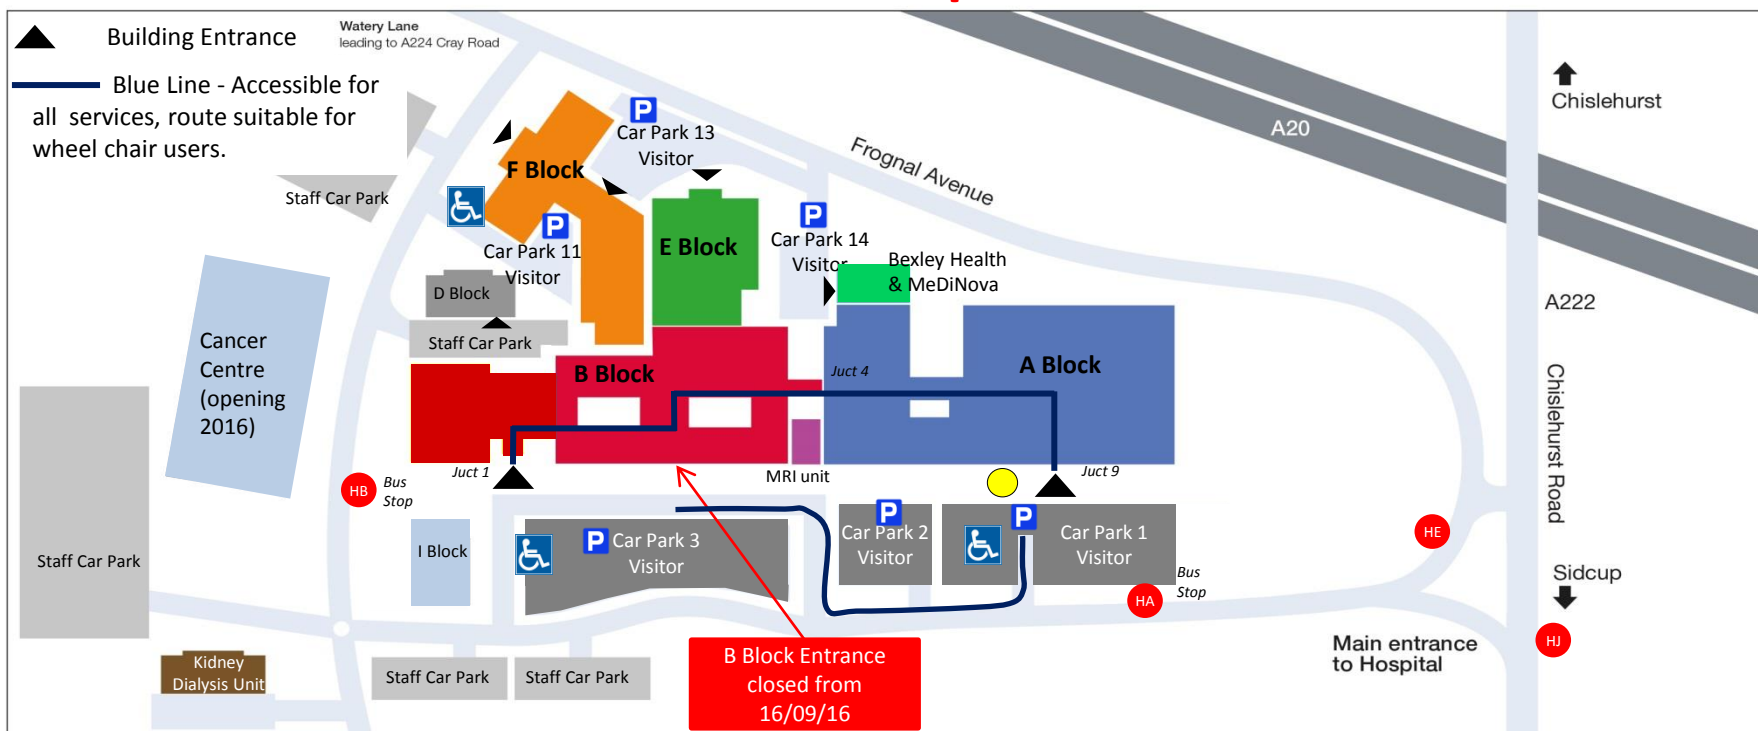 Building Entrance
Blue Line - Accessible for
all services, route suitable for
wheel chair users.
Watery Lane
leading to A224 Cray Road
P
Car Park 13
Visitor
F Block
Staff Car Park
P
Car Park 11
Visitor
E Block
P
Car Park 14
Visitor
Frognal Avenue
A20
Chislehurst
Bexley Health
& MeDiNova
D Block
Staff Car Park
A222
Cancer
Centre
(opening
2016)
B Block
Juct 4
A Block
Chislehurst Road
Juct 1
MRI unit
Juct 9
HB
Bus
Stop
I Block
P
Car Park 3
Visitor
P
Car Park 2
Visitor
P
Car Park 1
Visitor
HE
Staff Car Park
Bus
Stop
HA
Sidcup
HJ
Main entrance
to Hospital
Kidney
Dialysis Unit
Staff Car Park
Staff Car Park
B Block Entrance
closed from
16/09/16